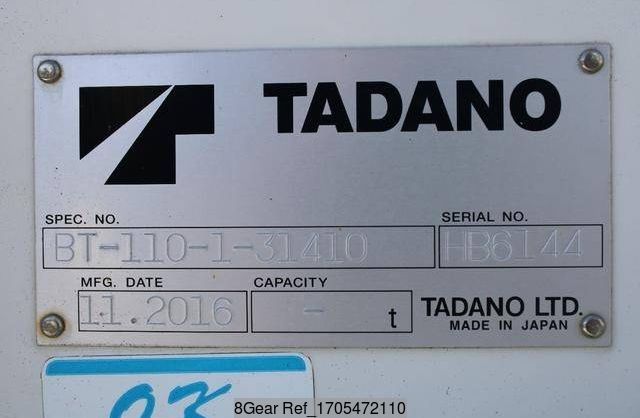 TADANO
SPEC. NO.
BT-110-1-31410
SERIAL NO.
HB6144
MFG. DATE
11.2016
CAPACITY
- t
TADANO LTD.
MADE IN JAPAN
OK
8Gear Ref_1705472110